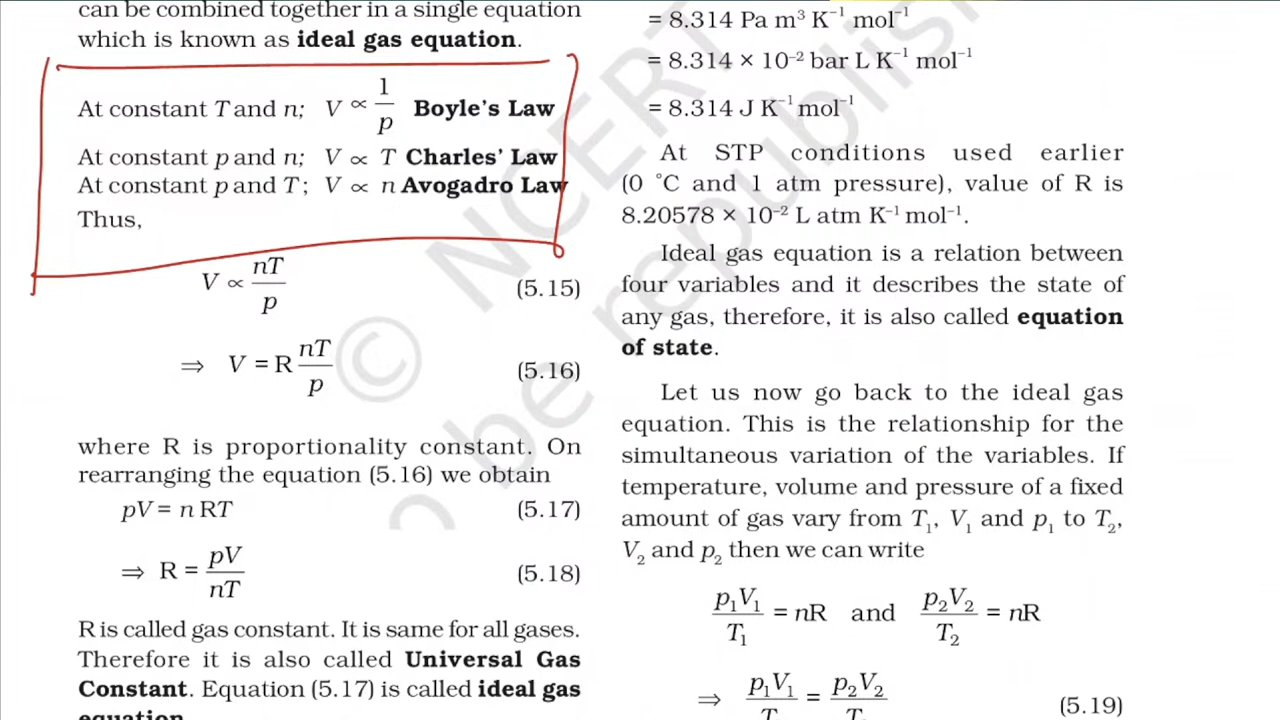 can be combined together in a single equation
which is known as ideal gas equation.
At constant T and n; V ∝ 1/p Boyle's Law
At constant p and n; V ∝ T Charles' Law
At constant p and T; V ∝ n Avogadro Law
Thus,
V ∝ nT/p (5.15)
⇒ V = R nT/p (5.16)
where R is proportionality constant. On
rearranging the equation (5.16) we obtain
pV = n RT (5.17)
⇒ R = pV/nT (5.18)
R is called gas constant. It is same for all gases.
Therefore it is also called Universal Gas
Constant. Equation (5.17) is called ideal gas
equation.
= 8.314 Pa m³ K⁻¹ mol⁻¹
= 8.314 × 10⁻² bar L K⁻¹ mol⁻¹
= 8.314 J K⁻¹ mol⁻¹
At STP conditions used earlier
(0 °C and 1 atm pressure), value of R is
8.20578 × 10⁻² L atm K⁻¹ mol⁻¹.
Ideal gas equation is a relation between
four variables and it describes the state of
any gas, therefore, it is also called equation
of state.
Let us now go back to the ideal gas
equation. This is the relationship for the
simultaneous variation of the variables. If
temperature, volume and pressure of a fixed
amount of gas vary from T₁, V₁ and p₁ to T₂,
V₂ and p₂ then we can write
p₁V₁/T₁ = nR and p₂V₂/T₂ = nR
⇒ p₁V₁/T₁ = p₂V₂/T₂ (5.19)
© NCERT
be republish